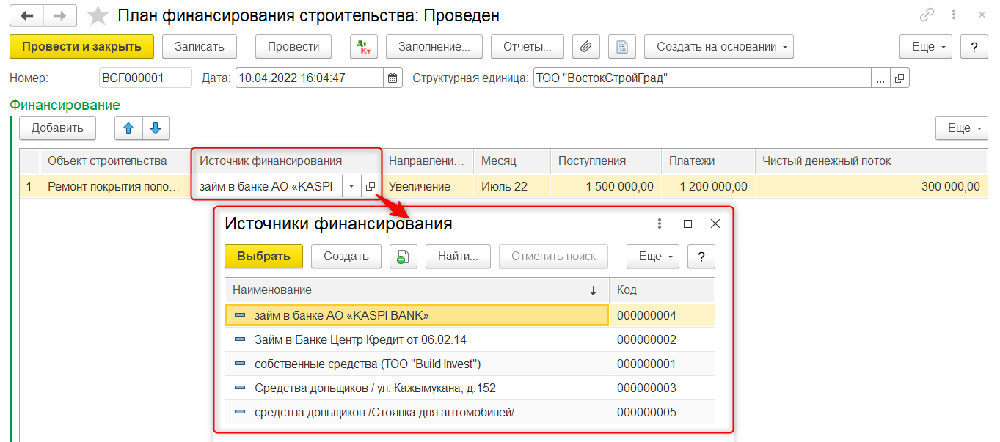 План финансирования строительства: Проведен
Провести и закрыть Записать Провести Дт Кт Заполнение... Отчеты... Создать на основании Еще ?
Номер: ВСГ000001 Дата: 10.04.2022 16:04:47 Структурная единица: ТОО "ВостокСтройГрад" ...
Финансирование
Добавить Еще
Объект строительства Источник финансирования Направлени... Месяц Поступления Платежи Чистый денежный поток
1 Ремонт покрытия поло... займ в банке АО «KASPI Увеличение Июль 22 1 500 000,00 1 200 000,00 300 000,00
Источники финансирования
Выбрать Создать Найти... Отменить поиск Еще ?
Наименование Код
займ в банке АО «KASPI BANK» 000000004
Займ в Банке Центр Кредит от 06.02.14 000000002
собственные средства (ТОО "Build Invest") 000000001
Средства дольщиков / ул. Кажымукана, д.152 000000003
средства дольщиков /Стоянка для автомобилей/ 000000005